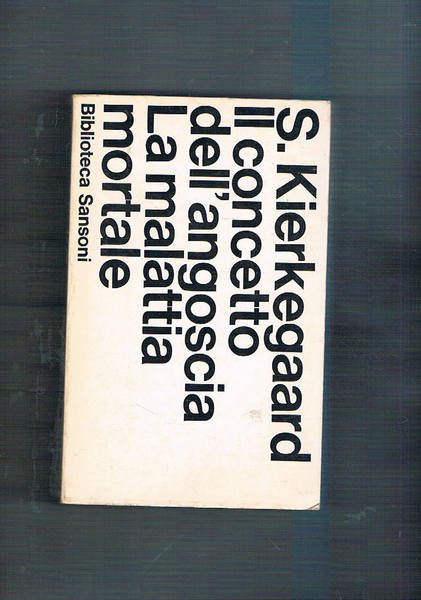 S. Kierkegaard
Il concetto
dell'angoscia
La malattia
mortale
Biblioteca Sansoni